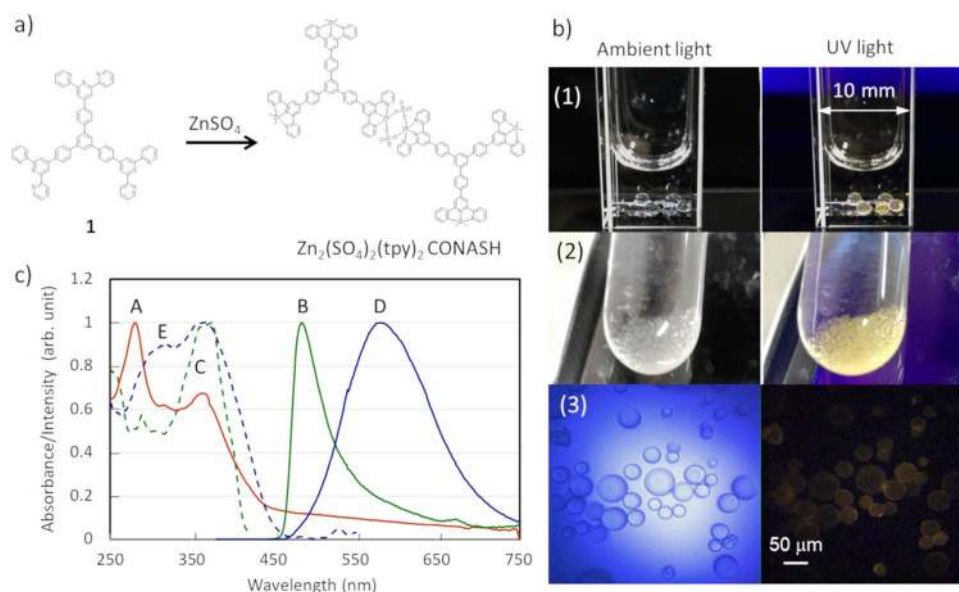 a)
ZnSO₄
1
Zn₂(SO₄)₂(tpy)₂ CONASH
b)
Ambient light
UV light
(1)
10 mm
(2)
(3)
50 μm
c)
Absorbance/Intensity (arb. unit)
1.2
1
0.8
0.6
0.4
0.2
0
A
E
C
B
D
250
350
450
550
650
750
Wavelength (nm)